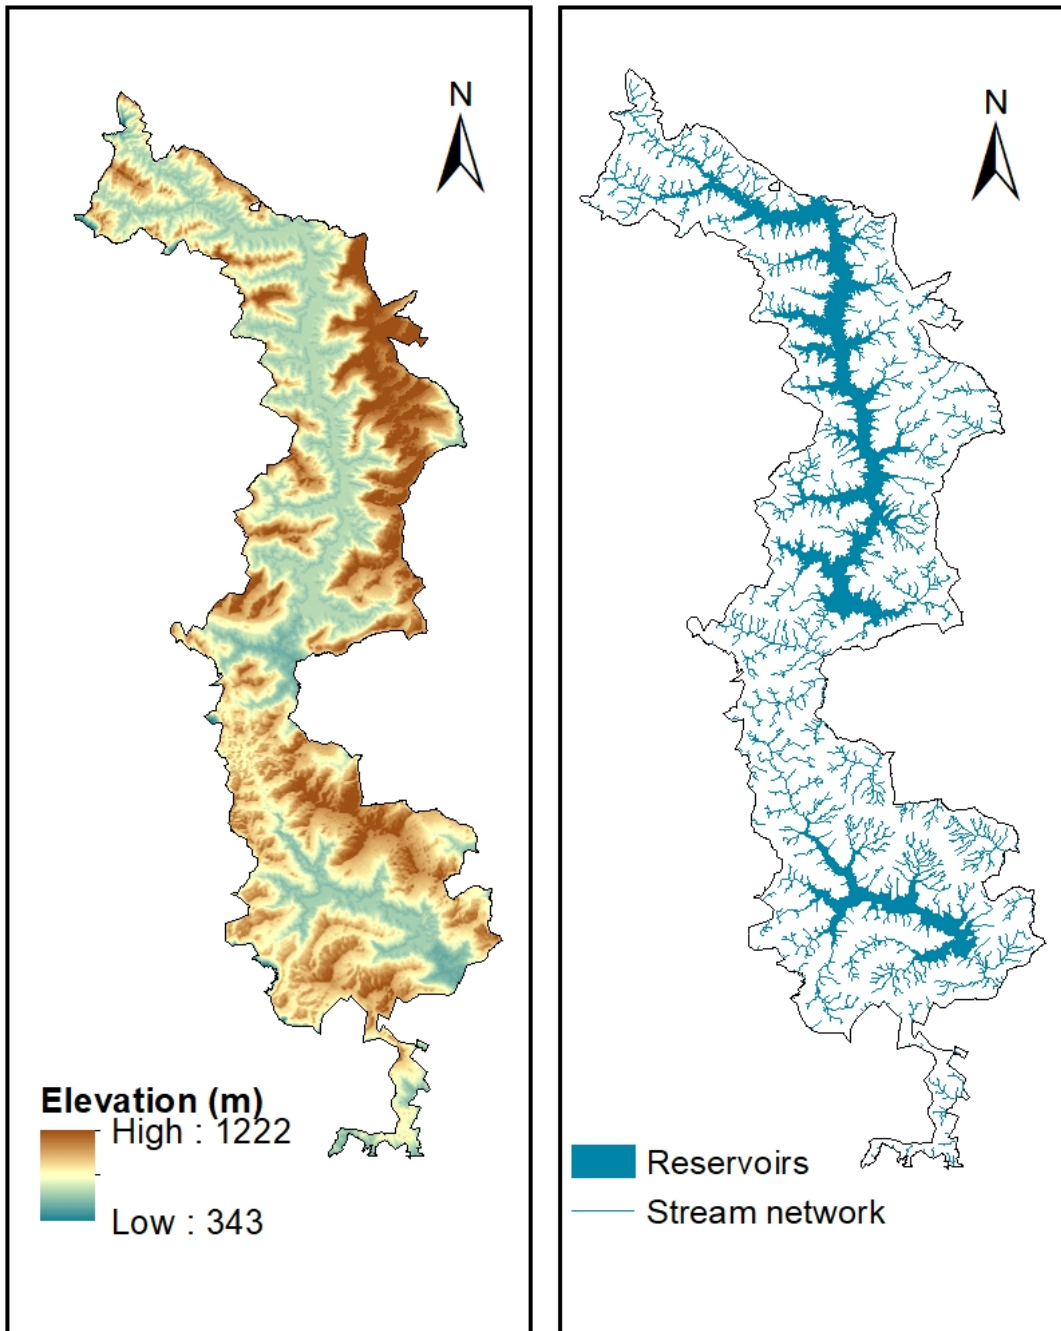 N
Elevation (m)
High : 1222
Low : 343
N
Reservoirs
Stream network